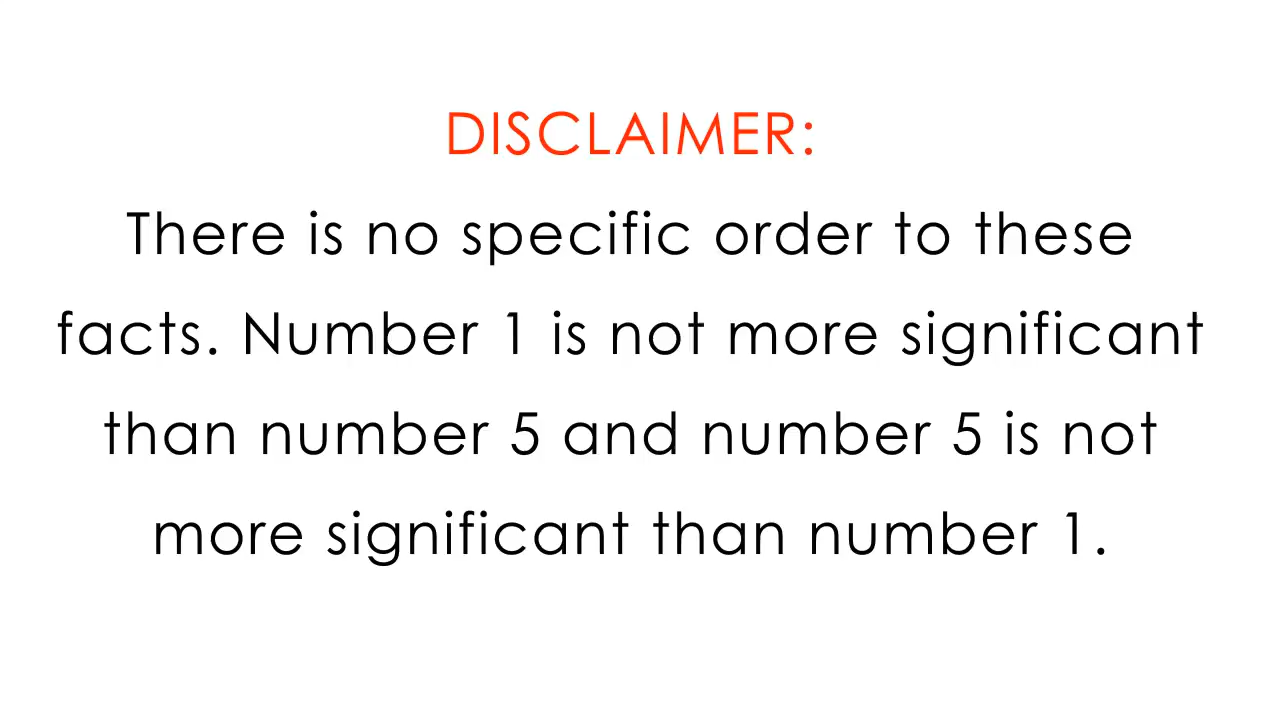 DISCLAIMER:
There is no specific order to these
facts. Number 1 is not more significant
than number 5 and number 5 is not
more significant than number 1.